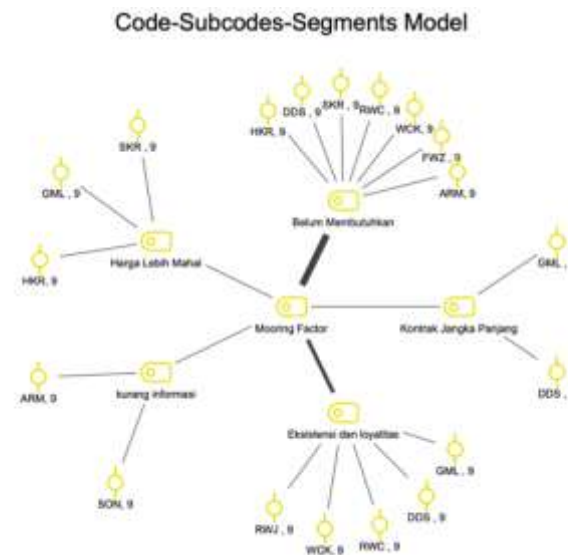 Code-Subcodes-Segments Model
SKR , 9
DDS , 9
RWC , 9
HKR, 9
WCK, 9
SKR , 9
FWZ , 9
GML , 9
ARM, 9
Belum Membutuhkan
GML ,
Harga Lebih Mahal
HKR, 9
Mooring Factor
Kontrak Jangka Panjang
kurang informasi
ARM, 9
DDS ,
Eksistensi dan loyalitas
GML , 9
SON, 9
DDS , 9
RWJ , 9
WCK, 9
RWC , 9